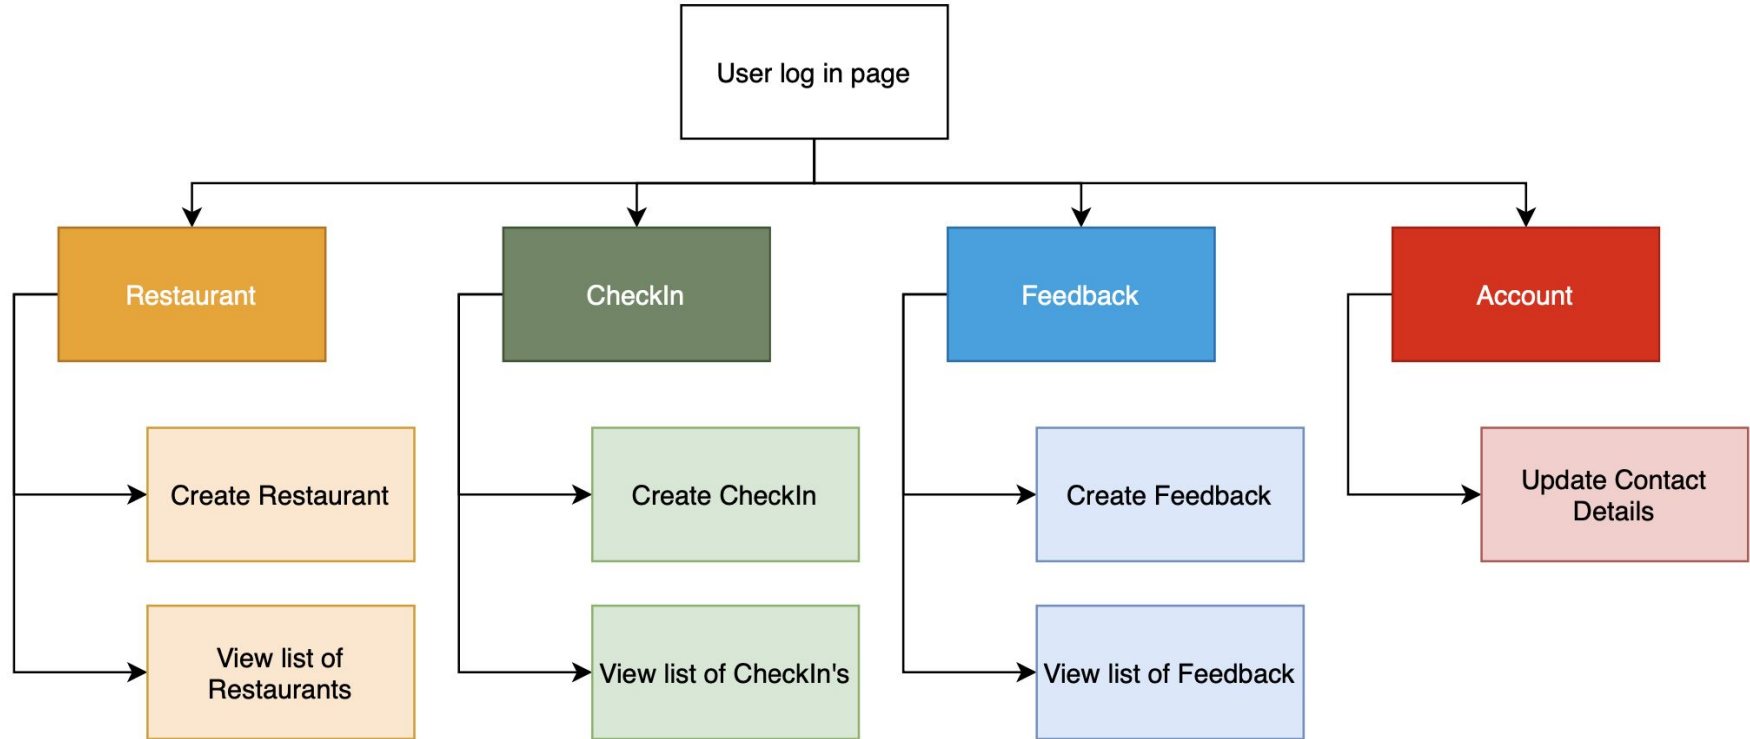 User log in page
Restaurant
CheckIn
Feedback
Account
Create Restaurant
Create CheckIn
Create Feedback
Update Contact
Details
View list of
Restaurants
View list of CheckIn's
View list of Feedback